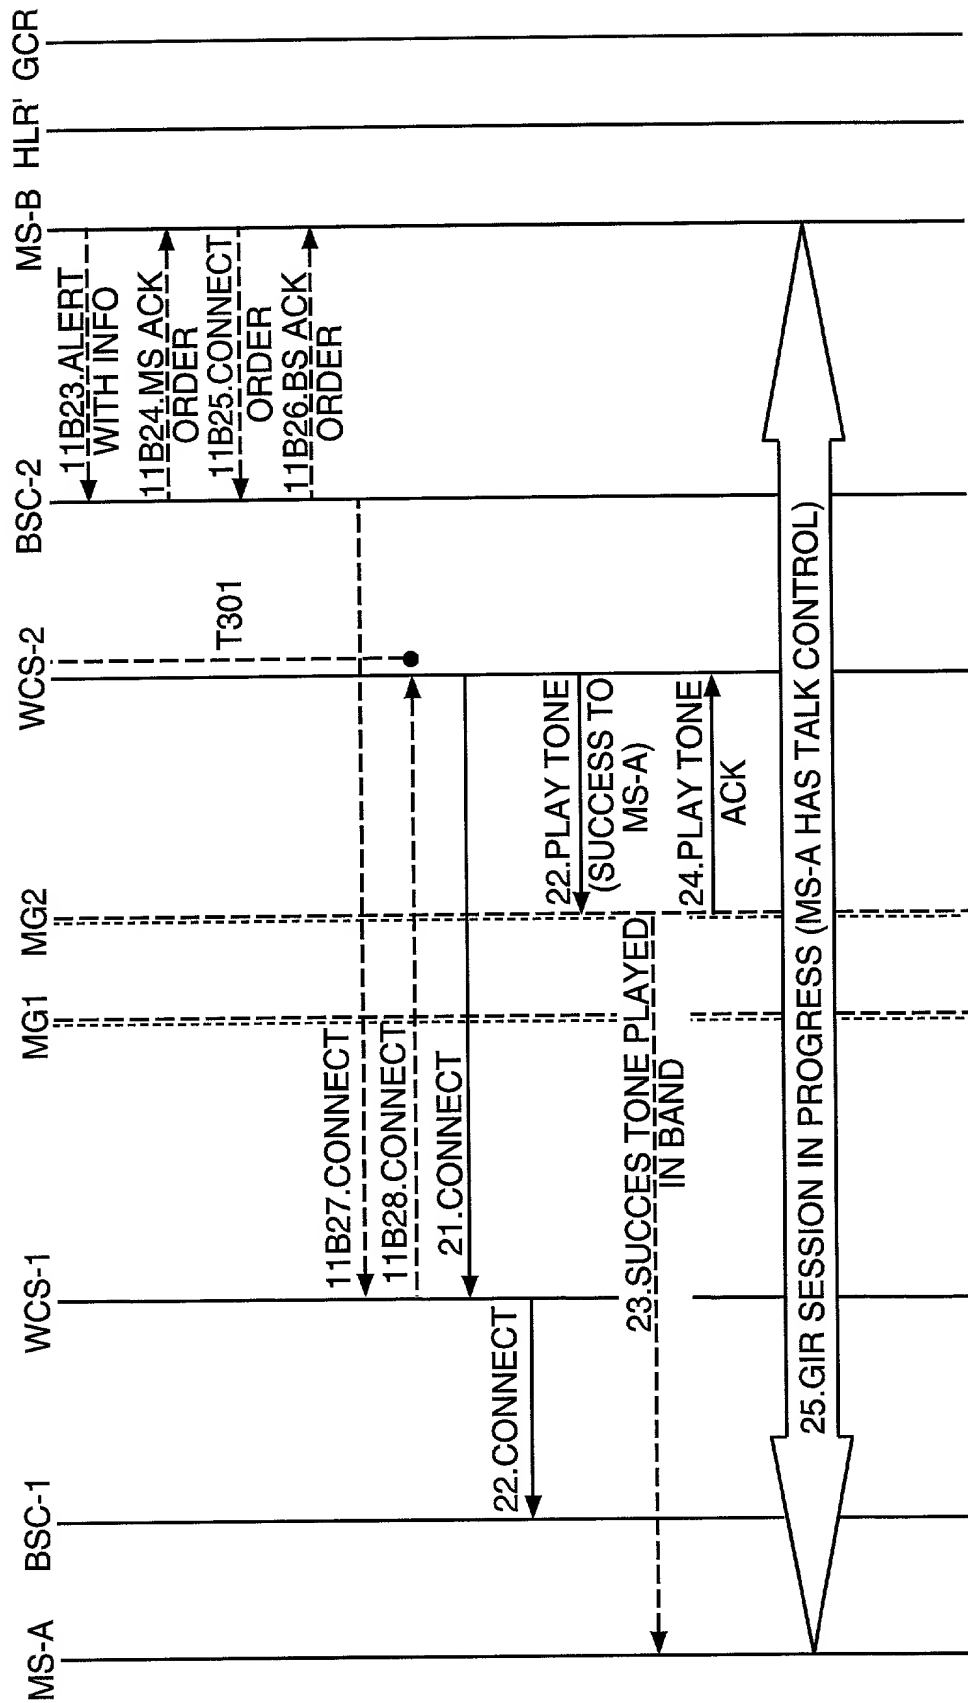 MS-A
BSC-1
WCS-1
MG1
MG2
WCS-2
BSC-2
MS-B
HLR'
GCR
11B23.ALERT
WITH INFO
11B24.MS ACK
ORDER
11B25.CONNECT
ORDER
11B26.BS ACK
ORDER
T301
11B27.CONNECT
11B28.CONNECT
21.CONNECT
22.CONNECT
22.PLAY TONE
(SUCCESS TO
MS-A)
23.SUCCES TONE PLAYED
IN BAND
24.PLAY TONE
ACK
25.GIR SESSION IN PROGRESS (MS-A HAS TALK CONTROL)